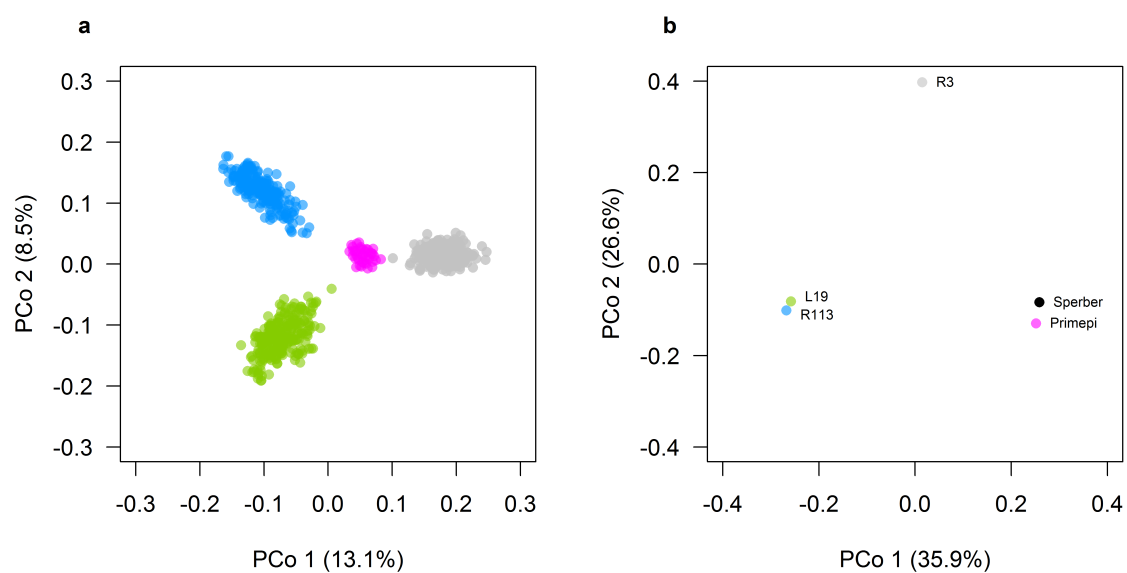 a
0.3
0.2
0.1
0.0
-0.1
-0.2
-0.3
PCo 2 (8.5%)
-0.3 -0.2 -0.1 0.0 0.1 0.2 0.3
PCo 1 (13.1%)
b
0.4
0.2
0.0
-0.2
-0.4
PCo 2 (26.6%)
R3
L19
R113
Sperber
Primepi
-0.4 -0.2 0.0 0.2 0.4
PCo 1 (35.9%)